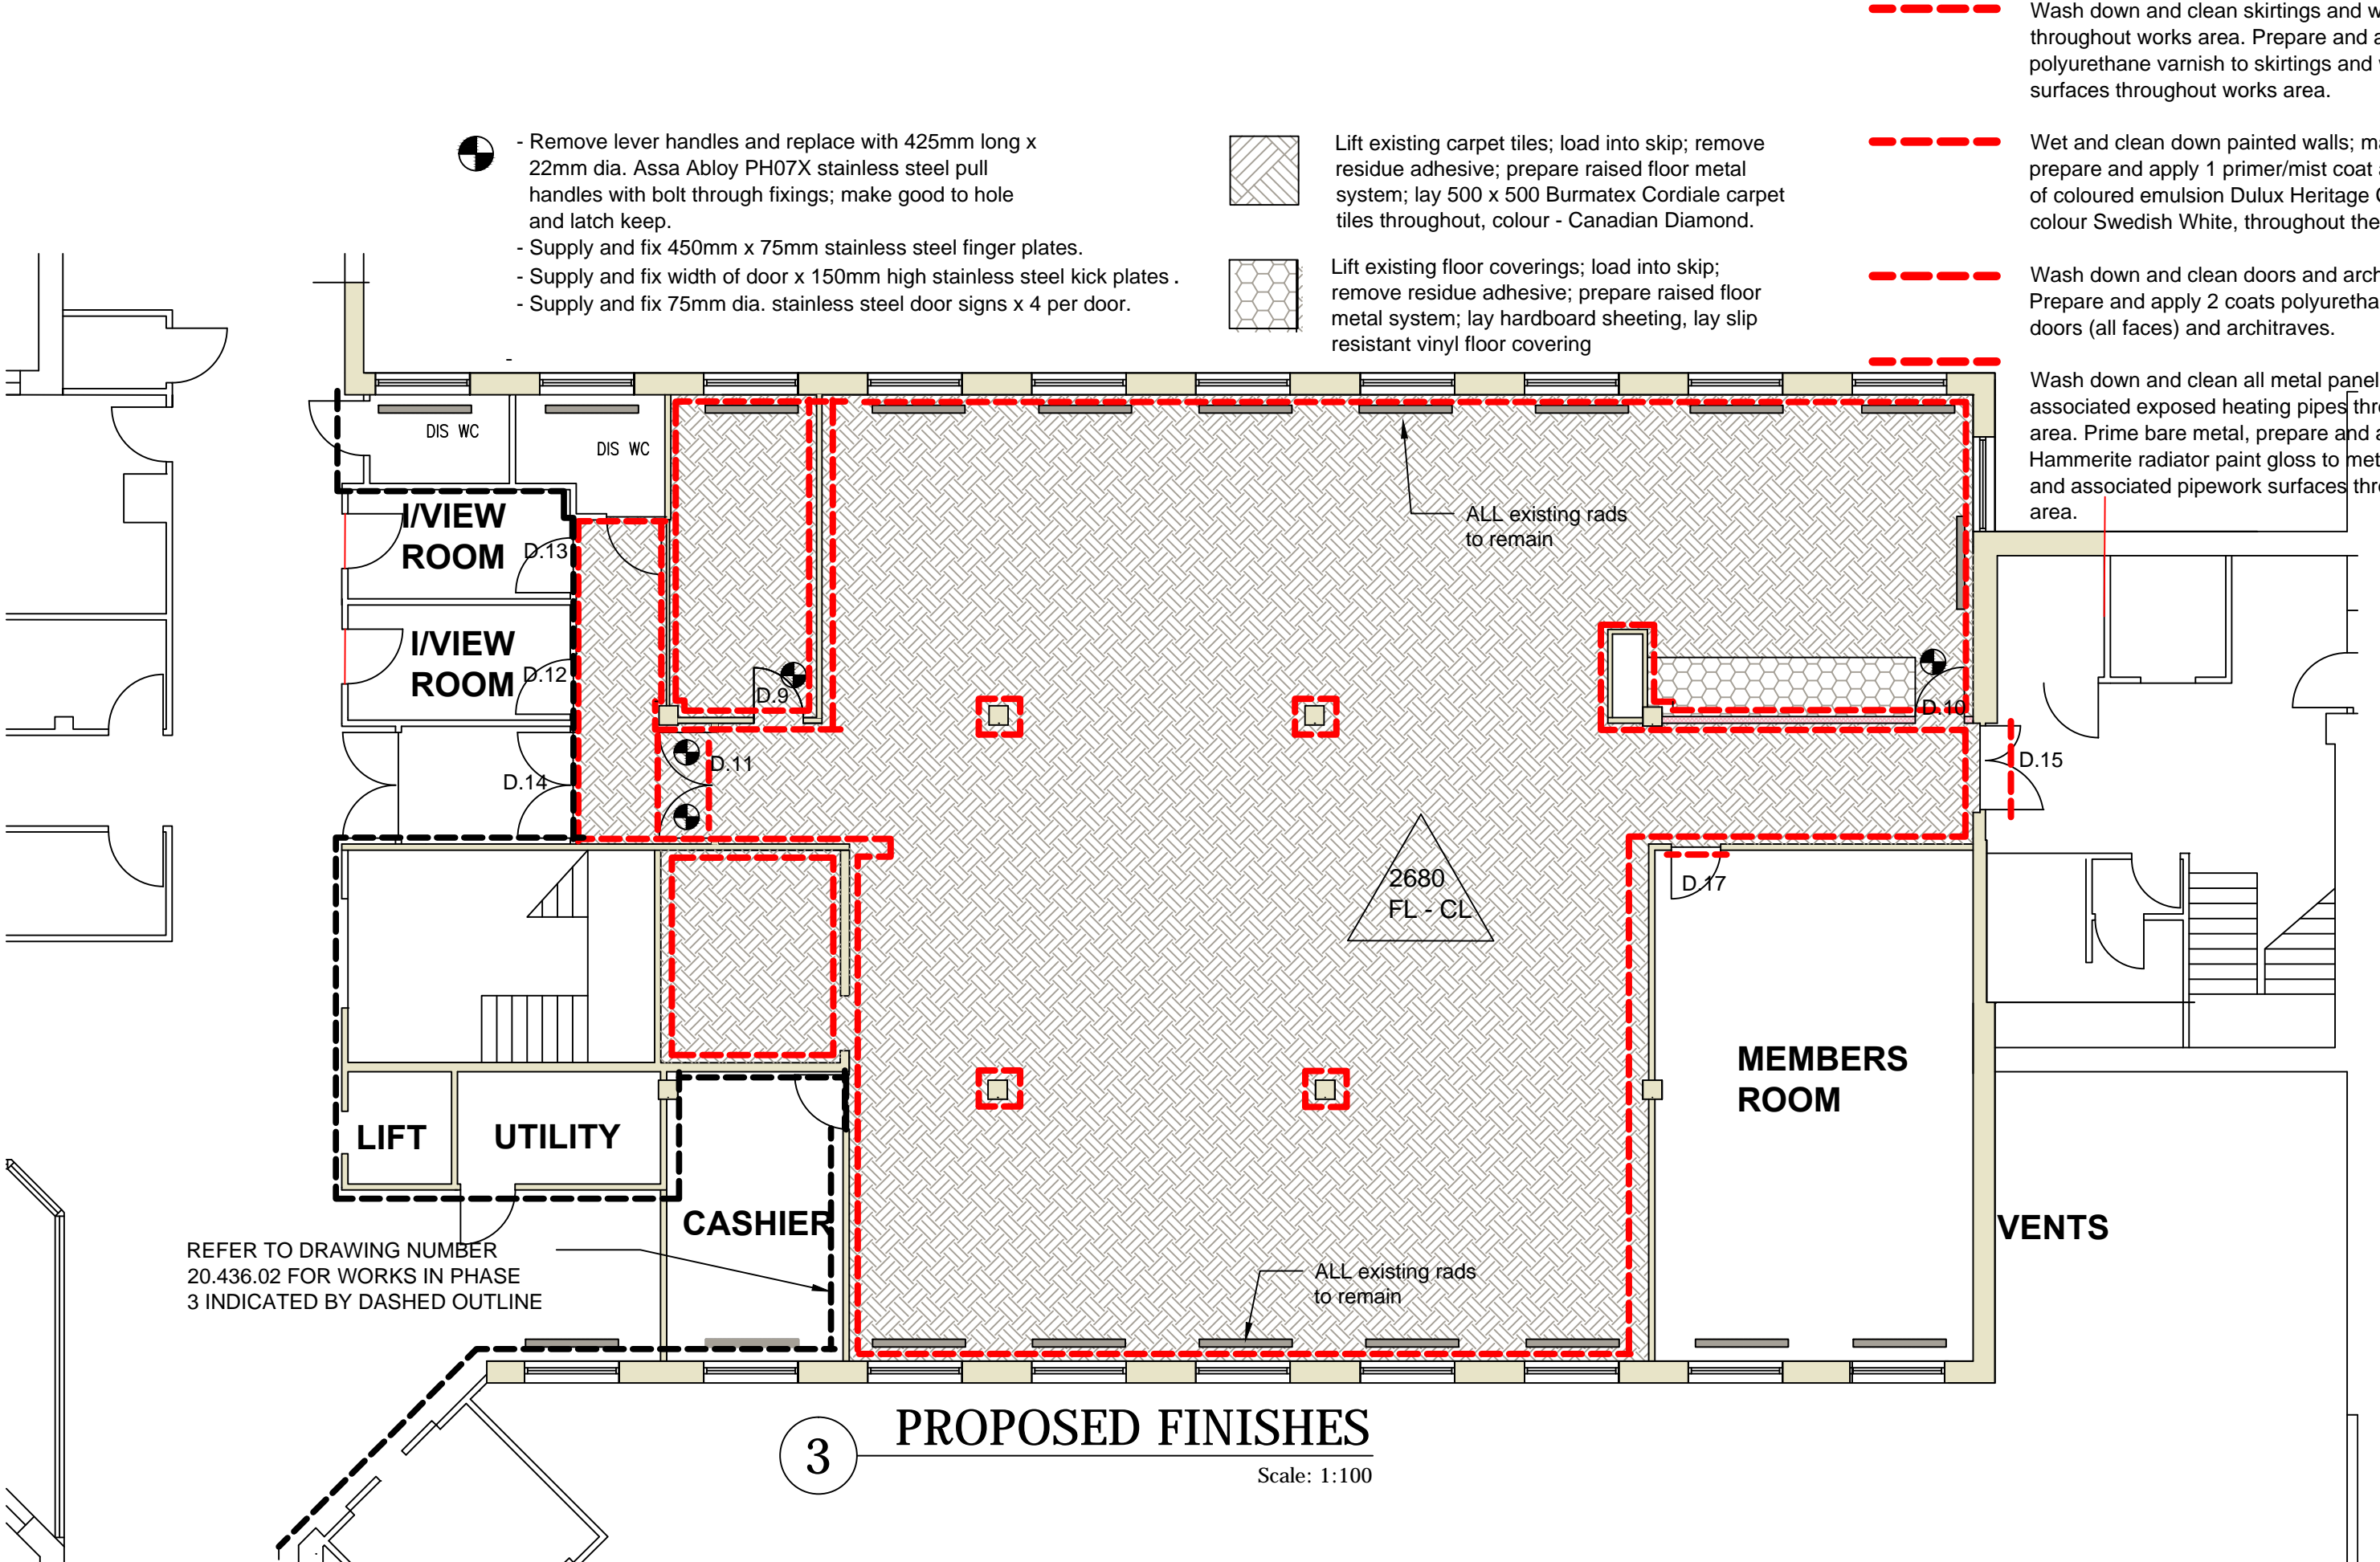 - Remove lever handles and replace with 425mm long x
22mm dia. Assa Abloy PH07X stainless steel pull
handles with bolt through fixings; make good to hole
and latch keep.
- Supply and fix 450mm x 75mm stainless steel finger plates.
- Supply and fix width of door x 150mm high stainless steel kick plates .
- Supply and fix 75mm dia. stainless steel door signs x 4 per door.
-
Lift existing carpet tiles; load into skip; remove
residue adhesive; prepare raised floor metal
system; lay 500 x 500 Burmatex Cordiale carpet
tiles throughout, colour - Canadian Diamond.
Lift existing floor coverings; load into skip;
remove residue adhesive; prepare raised floor
metal system; lay hardboard sheeting, lay slip
resistant vinyl floor covering
Wash down and clean skirtings and
throughout works area. Prepare and
polyurethane varnish to skirtings and
surfaces throughout works area.
Wet and clean down painted walls;
prepare and apply 1 primer/mist coat
of coloured emulsion Dulux Heritage
colour Swedish White, throughout the
Wash down and clean doors and
Prepare and apply 2 coats
doors (all faces) and architraves.
Wash down and clean all metal panel
associated exposed heating pipes
area. Prime bare metal, prepare and
Hammerite radiator paint gloss to
and associated pipework surfaces
area.
DIS WC
DIS WC
I/VIEW
ROOM
D.13
I/VIEW
ROOM
D.12
D.9
D.11
D.14
ALL existing rads
to remain
D.10
D.15
2680
FL - CL
D.17
MEMBERS
ROOM
LIFT
UTILITY
CASHIER
VENTS
REFER TO DRAWING NUMBER
20.436.02 FOR WORKS IN PHASE
3 INDICATED BY DASHED OUTLINE
ALL existing rads
to remain
3
PROPOSED FINISHES
Scale: 1:100